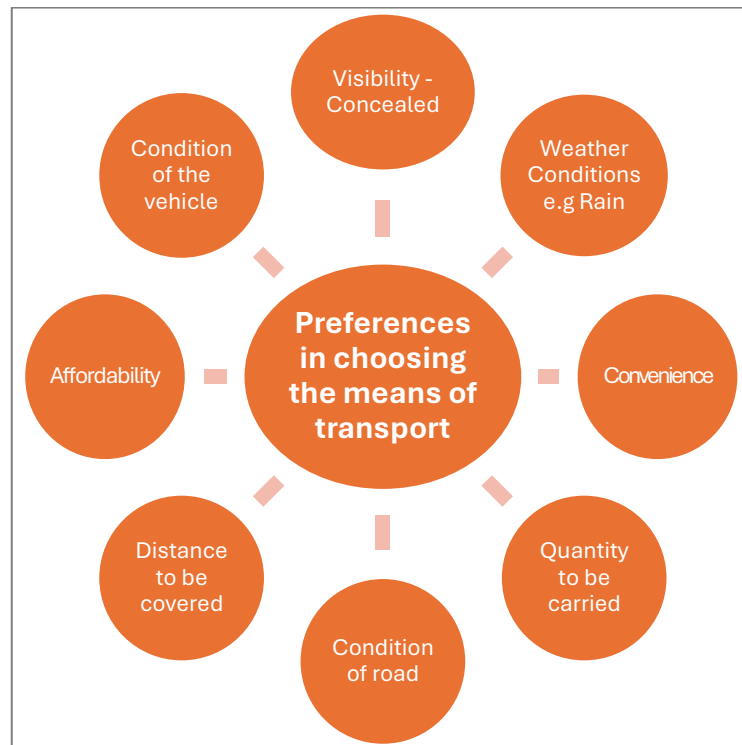 Visibility -
Concealed
Weather
Conditions
e.g Rain
Convenience
Quantity
to be
carried
Condition
of road
Distance
to be
covered
Affordability
Condition
of the
vehicle
Preferences
in choosing
the means of
transport